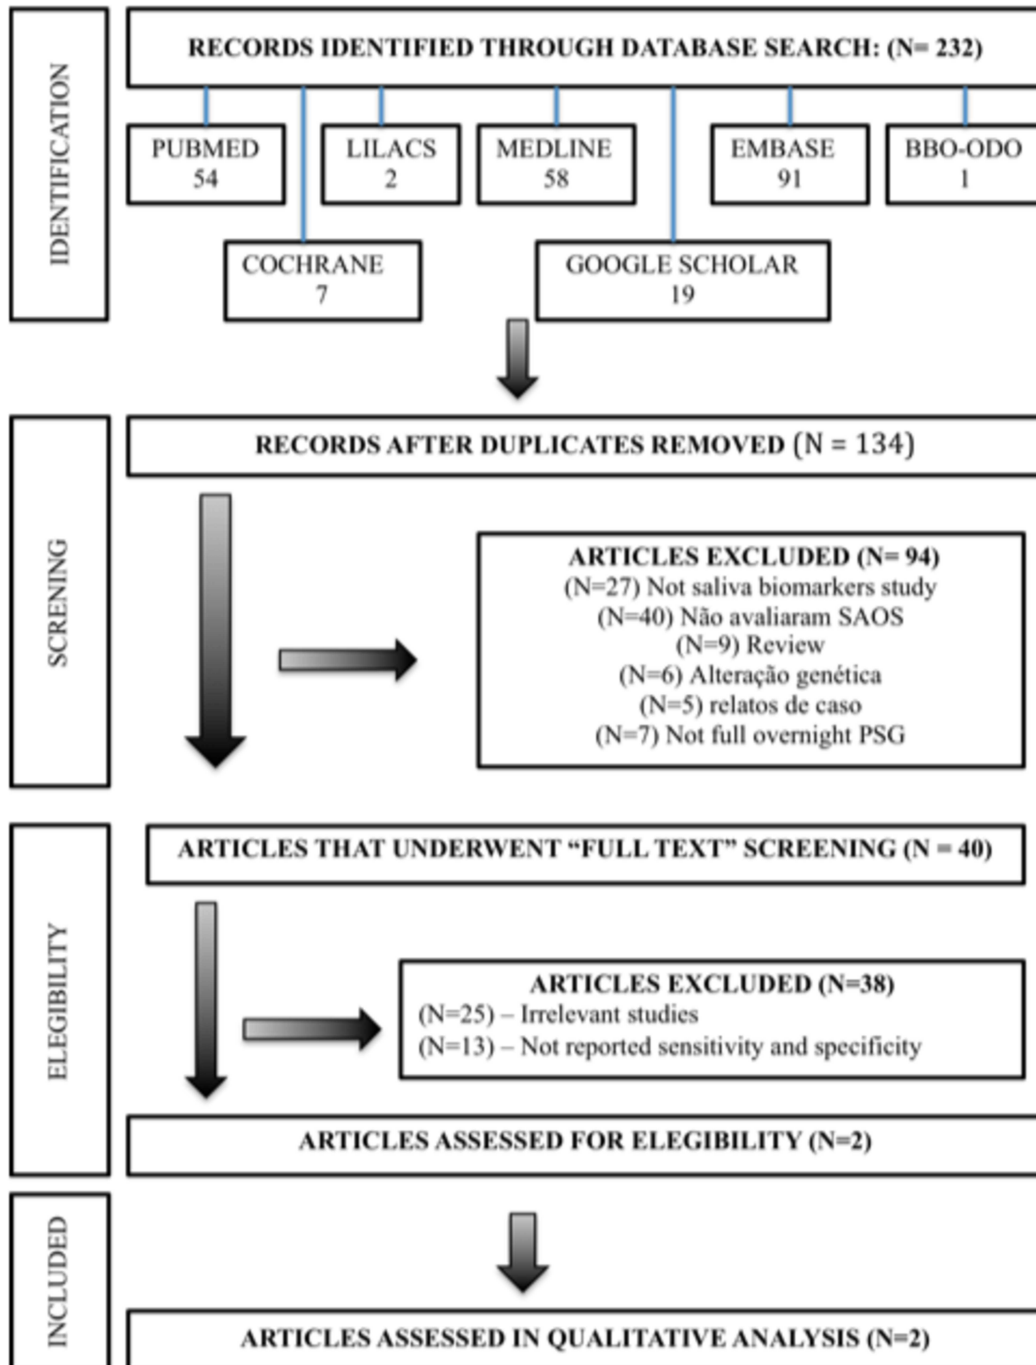 IDENTIFICATION
RECORDS IDENTIFIED THROUGH DATABASE SEARCH: (N= 232)
PUBMED
54
LILACS
2
MEDLINE
58
EMBASE
91
BBO-ODO
1
COCHRANE
7
GOOGLE SCHOLAR
19
SCRENING
RECORDS AFTER DUPLICATES REMOVED (N = 134)
ARTICLES EXCLUDED (N= 94)
(N=27) Not saliva biomarkers study
(N=40) Não avaliaram SAOS
(N=9) Review
(N=6) Alteração genética
(N=5) relatos de caso
(N=7) Not full overnight PSG
ELEGIBILITY
ARTICLES THAT UNDERWENT “FULL TEXT” SCREENING (N = 40)
ARTICLES EXCLUDED (N=38)
(N=25) – Irrelevant studies
(N=13) – Not reported sensitivity and specificity
ARTICLES ASSESSED FOR ELEGIBILITY (N=2)
INCLUDED
ARTICLES ASSESSED IN QUALITATIVE ANALYSIS (N=2)